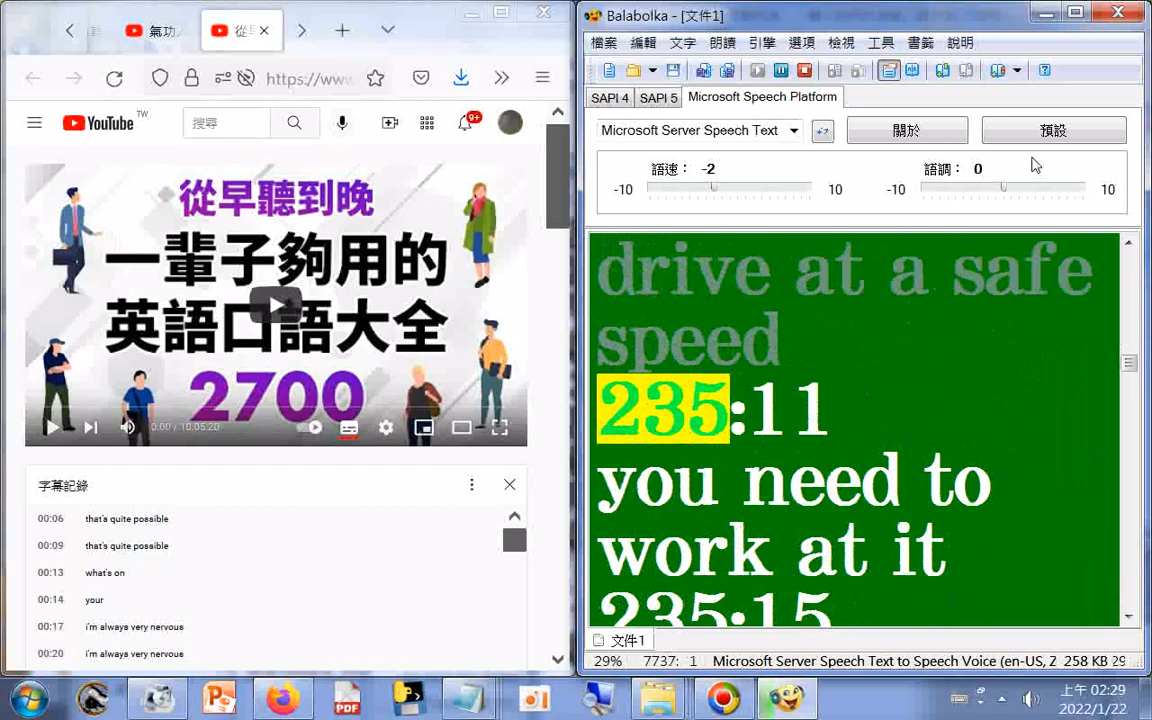 氣功
從
https://www
YouTube TW
搜尋
9+
從早聽到晚
一輩子夠用的
英語口語大全
2700
0:00 / 10:05:20
字幕記錄
00:06 that's quite possible
00:09 that's quite possible
00:13 what's on
00:14 your
00:17 i'm always very nervous
00:20 i'm always very nervous
Balabolka - [文件1]
檔案 編輯 文字 朗讀 引擎 選項 檢視 工具 書籤 說明
SAPI 4 SAPI 5 Microsoft Speech Platform
Microsoft Server Speech Text 關於 預設
語速： -2 語調： 0
-10 10 -10 10
drive at a safe
speed
235:11
you need to
work at it
235:15
文件1
29% 7737: 1 Microsoft Server Speech Text to Speech Voice (en-US, Z 258 KB 29
PDF
上午 02:29
2022/1/22